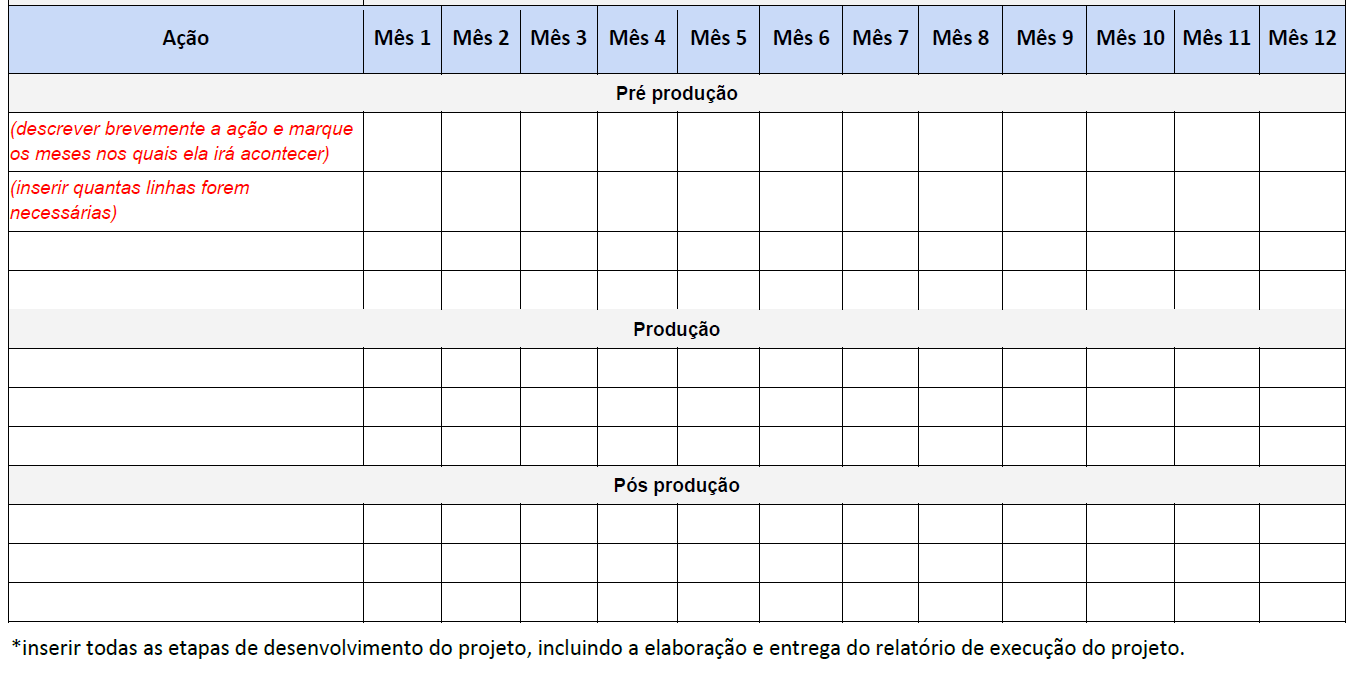 Ação Mês 1 Mês 2 Mês 3 Mês 4 Mês 5 Mês 6 Mês 7 Mês 8 Mês 9 Mês 10 Mês 11 Mês 12
Pré produção
(descrever brevemente a ação e marque
os meses nos quais ela irá acontecer)
(inserir quantas linhas forem
necessárias)
Produção
Pós produção
*inserir todas as etapas de desenvolvimento do projeto, incluindo a elaboração e entrega do relatório de execução do projeto.